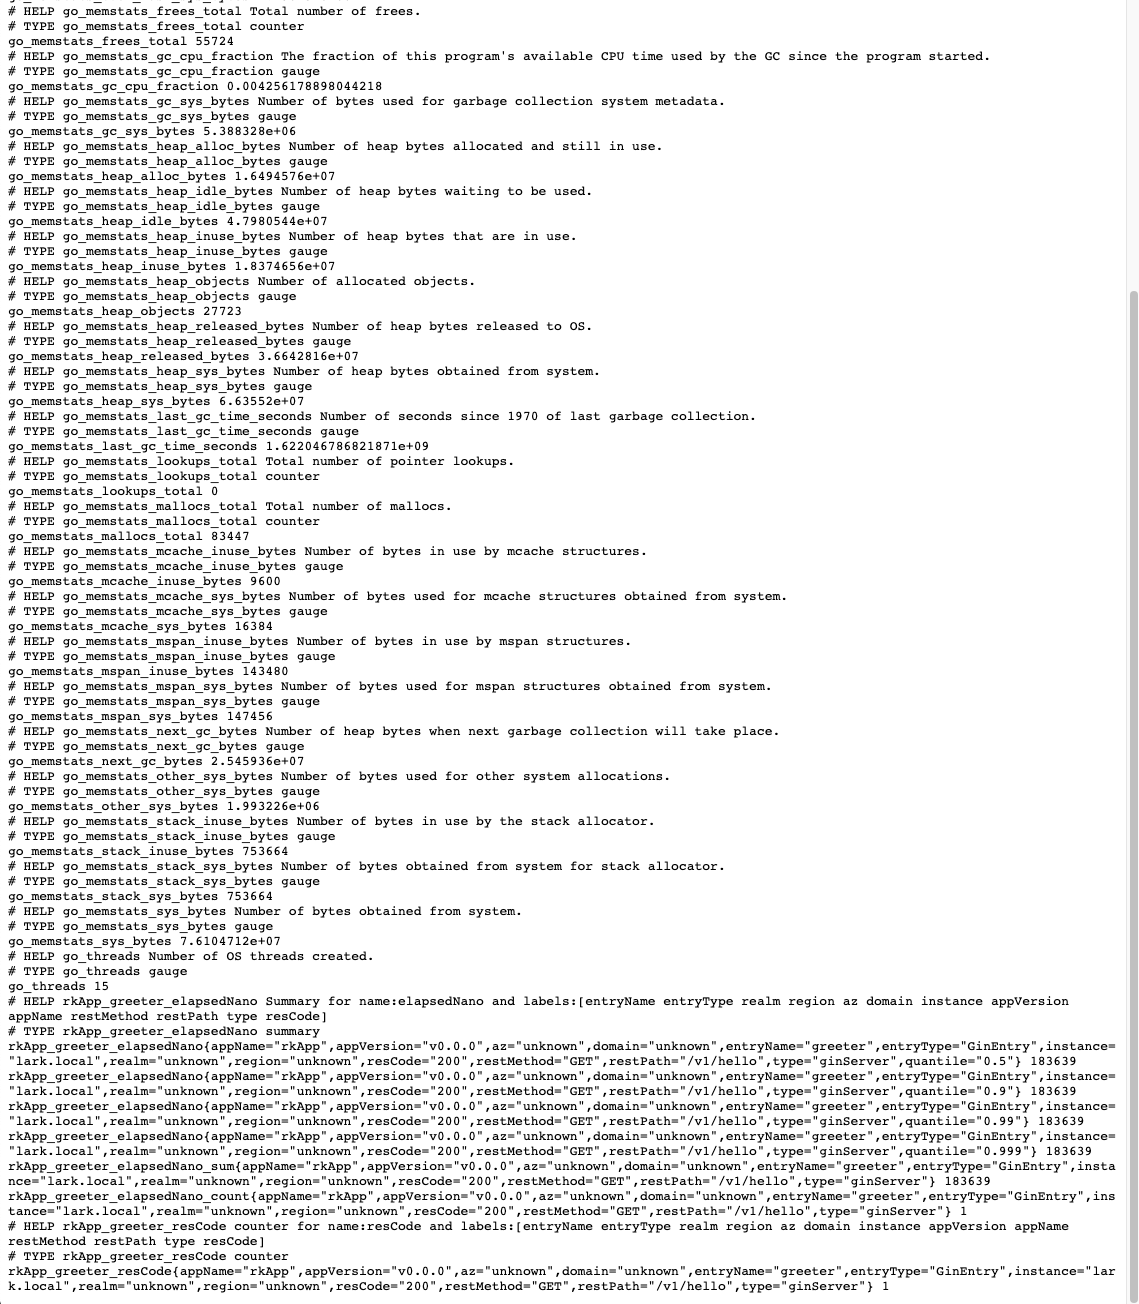 # HELP go_memstats_frees_total Total number of frees.
# TYPE go_memstats_frees_total counter
go_memstats_frees_total 55724
# HELP go_memstats_gc_cpu_fraction The fraction of this program's available CPU time used by the GC since the program started.
# TYPE go_memstats_gc_cpu_fraction gauge
go_memstats_gc_cpu_fraction 0.004256178898044218
# HELP go_memstats_gc_sys_bytes Number of bytes used for garbage collection system metadata.
# TYPE go_memstats_gc_sys_bytes gauge
go_memstats_gc_sys_bytes 5.388328e+06
# HELP go_memstats_heap_alloc_bytes Number of heap bytes allocated and still in use.
# TYPE go_memstats_heap_alloc_bytes gauge
go_memstats_heap_alloc_bytes 1.6494576e+07
# HELP go_memstats_heap_idle_bytes Number of heap bytes waiting to be used.
# TYPE go_memstats_heap_idle_bytes gauge
go_memstats_heap_idle_bytes 4.7980544e+07
# HELP go_memstats_heap_inuse_bytes Number of heap bytes that are in use.
# TYPE go_memstats_heap_inuse_bytes gauge
go_memstats_heap_inuse_bytes 1.8374656e+07
# HELP go_memstats_heap_objects Number of allocated objects.
# TYPE go_memstats_heap_objects gauge
go_memstats_heap_objects 27723
# HELP go_memstats_heap_released_bytes Number of heap bytes released to OS.
# TYPE go_memstats_heap_released_bytes gauge
go_memstats_heap_released_bytes 3.6642816e+07
# HELP go_memstats_heap_sys_bytes Number of heap bytes obtained from system.
# TYPE go_memstats_heap_sys_bytes gauge
go_memstats_heap_sys_bytes 6.63552e+07
# HELP go_memstats_last_gc_time_seconds Number of seconds since 1970 of last garbage collection.
# TYPE go_memstats_last_gc_time_seconds gauge
go_memstats_last_gc_time_seconds 1.622046786821871e+09
# HELP go_memstats_lookups_total Total number of pointer lookups.
# TYPE go_memstats_lookups_total counter
go_memstats_lookups_total 0
# HELP go_memstats_mallocs_total Total number of mallocs.
# TYPE go_memstats_mallocs_total counter
go_memstats_mallocs_total 83447
# HELP go_memstats_mcache_inuse_bytes Number of bytes in use by mcache structures.
# TYPE go_memstats_mcache_inuse_bytes gauge
go_memstats_mcache_inuse_bytes 9600
# HELP go_memstats_mcache_sys_bytes Number of bytes used for mcache structures obtained from system.
# TYPE go_memstats_mcache_sys_bytes gauge
go_memstats_mcache_sys_bytes 16384
# HELP go_memstats_mspan_inuse_bytes Number of bytes in use by mspan structures.
# TYPE go_memstats_mspan_inuse_bytes gauge
go_memstats_mspan_inuse_bytes 143480
# HELP go_memstats_mspan_sys_bytes Number of bytes used for mspan structures obtained from system.
# TYPE go_memstats_mspan_sys_bytes gauge
go_memstats_mspan_sys_bytes 147456
# HELP go_memstats_next_gc_bytes Number of heap bytes when next garbage collection will take place.
# TYPE go_memstats_next_gc_bytes gauge
go_memstats_next_gc_bytes 2.545936e+07
# HELP go_memstats_other_sys_bytes Number of bytes used for other system allocations.
# TYPE go_memstats_other_sys_bytes gauge
go_memstats_other_sys_bytes 1.993226e+06
# HELP go_memstats_stack_inuse_bytes Number of bytes in use by the stack allocator.
# TYPE go_memstats_stack_inuse_bytes gauge
go_memstats_stack_inuse_bytes 753664
# HELP go_memstats_stack_sys_bytes Number of bytes obtained from system for stack allocator.
# TYPE go_memstats_stack_sys_bytes gauge
go_memstats_stack_sys_bytes 753664
# HELP go_memstats_sys_bytes Number of bytes obtained from system.
# TYPE go_memstats_sys_bytes gauge
go_memstats_sys_bytes 7.6104712e+07
# HELP go_threads Number of OS threads created.
# TYPE go_threads gauge
go_threads 15
# HELP rkApp_greeter_elapsedNano Summary for name:elapsedNano and labels:[entryName entryType realm region az domain instance appVersion
appName restMethod restPath type resCode]
# TYPE rkApp_greeter_elapsedNano summary
rkApp_greeter_elapsedNano{appName="rkApp",appVersion="v0.0.0",az="unknown",domain="unknown",entryName="greeter",entryType="GinEntry",instance=
"lark.local",realm="unknown",region="unknown",resCode="200",restMethod="GET",restPath="/v1/hello",type="ginServer",quantile="0.5"} 183639
rkApp_greeter_elapsedNano{appName="rkApp",appVersion="v0.0.0",az="unknown",domain="unknown",entryName="greeter",entryType="GinEntry",instance=
"lark.local",realm="unknown",region="unknown",resCode="200",restMethod="GET",restPath="/v1/hello",type="ginServer",quantile="0.9"} 183639
rkApp_greeter_elapsedNano{appName="rkApp",appVersion="v0.0.0",az="unknown",domain="unknown",entryName="greeter",entryType="GinEntry",instance=
"lark.local",realm="unknown",region="unknown",resCode="200",restMethod="GET",restPath="/v1/hello",type="ginServer",quantile="0.99"} 183639
rkApp_greeter_elapsedNano{appName="rkApp",appVersion="v0.0.0",az="unknown",domain="unknown",entryName="greeter",entryType="GinEntry",instance=
"lark.local",realm="unknown",region="unknown",resCode="200",restMethod="GET",restPath="/v1/hello",type="ginServer",quantile="0.999"} 183639
rkApp_greeter_elapsedNano_sum{appName="rkApp",appVersion="v0.0.0",az="unknown",domain="unknown",entryName="greeter",entryType="GinEntry",insta
nce="lark.local",realm="unknown",region="unknown",resCode="200",restMethod="GET",restPath="/v1/hello",type="ginServer"} 183639
rkApp_greeter_elapsedNano_count{appName="rkApp",appVersion="v0.0.0",az="unknown",domain="unknown",entryName="greeter",entryType="GinEntry",ins
tance="lark.local",realm="unknown",region="unknown",resCode="200",restMethod="GET",restPath="/v1/hello",type="ginServer"} 1
# HELP rkApp_greeter_resCode counter for name:resCode and labels:[entryName entryType realm region az domain instance appVersion appName
restMethod restPath type resCode]
# TYPE rkApp_greeter_resCode counter
rkApp_greeter_resCode{appName="rkApp",appVersion="v0.0.0",az="unknown",domain="unknown",entryName="greeter",entryType="GinEntry",instance="lar
k.local",realm="unknown",region="unknown",resCode="200",restMethod="GET",restPath="/v1/hello",type="ginServer"} 1